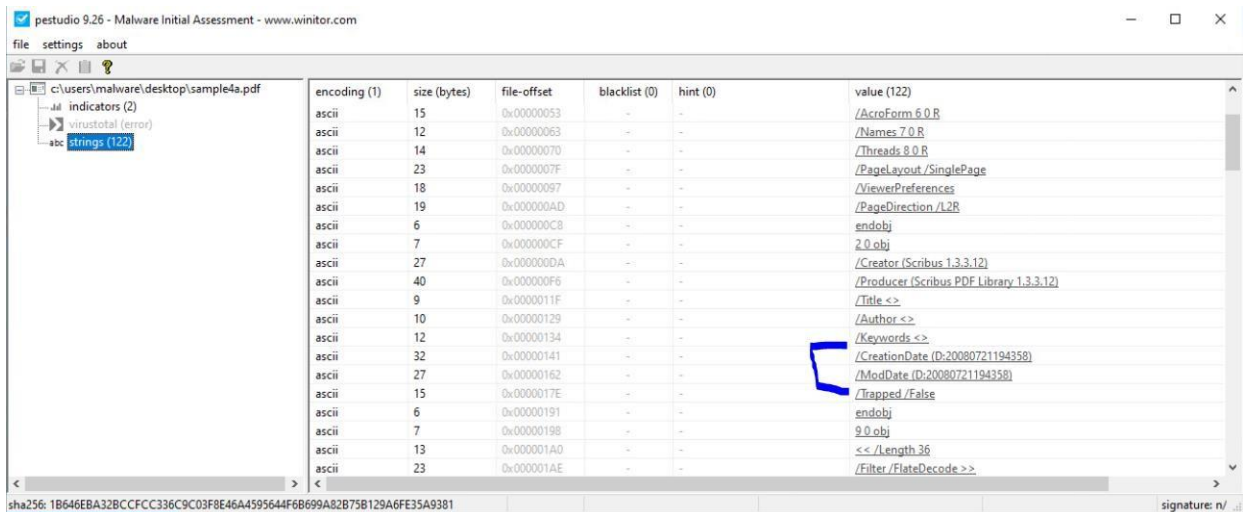 pestudio 9.26 - Malware Initial Assessment - www.winitor.com
file settings about
c:\users\malware\desktop\sample4a.pdf
indicators (2)
virustotal (error)
abc strings (122)
encoding (1) size (bytes) file-offset blacklist (0) hint (0) value (122)
ascii 15 0x00000053 - - /AcroForm 6 0 R
ascii 12 0x00000063 - - /Names 7 0 R
ascii 14 0x00000070 - - /Threads 8 0 R
ascii 23 0x0000007F - - /PageLayout /SinglePage
ascii 18 0x00000097 - - /ViewerPreferences
ascii 19 0x000000AD - - /PageDirection /L2R
ascii 6 0x000000C8 - - endobj
ascii 7 0x000000CF - - 2 0 obj
ascii 27 0x000000DA - - /Creator (Scribus 1.3.3.12)
ascii 40 0x000000F6 - - /Producer (Scribus PDF Library 1.3.3.12)
ascii 9 0x0000011F - - /Title <>
ascii 10 0x00000129 - - /Author <>
ascii 12 0x00000134 - - /Keywords <>
ascii 32 0x00000141 - - /CreationDate (D:20080721194358)
ascii 27 0x00000162 - - /ModDate (D:20080721194358)
ascii 15 0x0000017E - - /Trapped /False
ascii 6 0x00000191 - - endobj
ascii 7 0x00000198 - - 9 0 obj
ascii 13 0x000001A0 - - << /Length 36
ascii 23 0x000001AE - - /Filter /FlateDecode >>
sha256: 1B646EBA32BCCFCC336C9C03F8E46A4595644F6B699A82B75B129A6FE35A9381 signature: n/